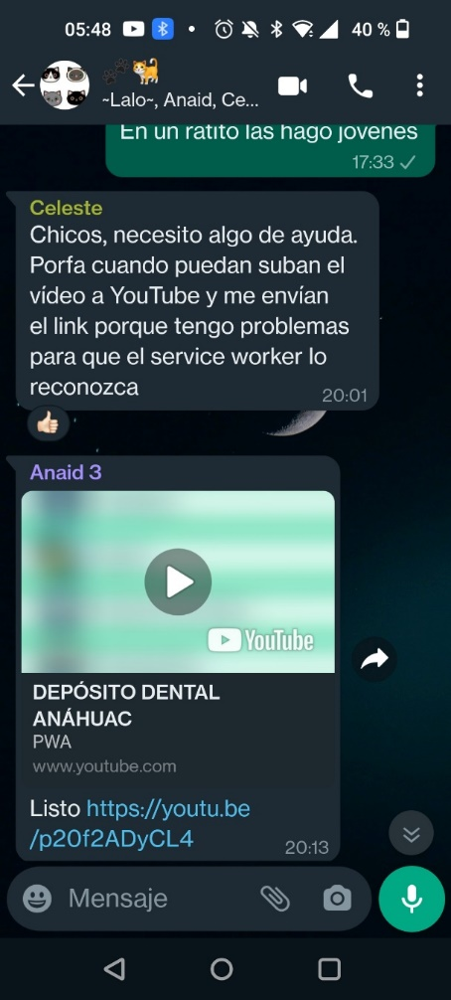 05:48
40 %
~Lalo~, Anaid, Ce...
En un ratito las hago jovenes
17:33
Celeste
Chicos, necesito algo de ayuda.
Porfa cuando puedan suban el
vídeo a YouTube y me envían
el link porque tengo problemas
para que el service worker lo
reconozca
20:01
Anaid 3
YouTube
DEPÓSITO DENTAL
ANÁHUAC
PWA
www.youtube.com
Listo https://youtu.be
/p20f2ADyCL4
20:13
Mensaje